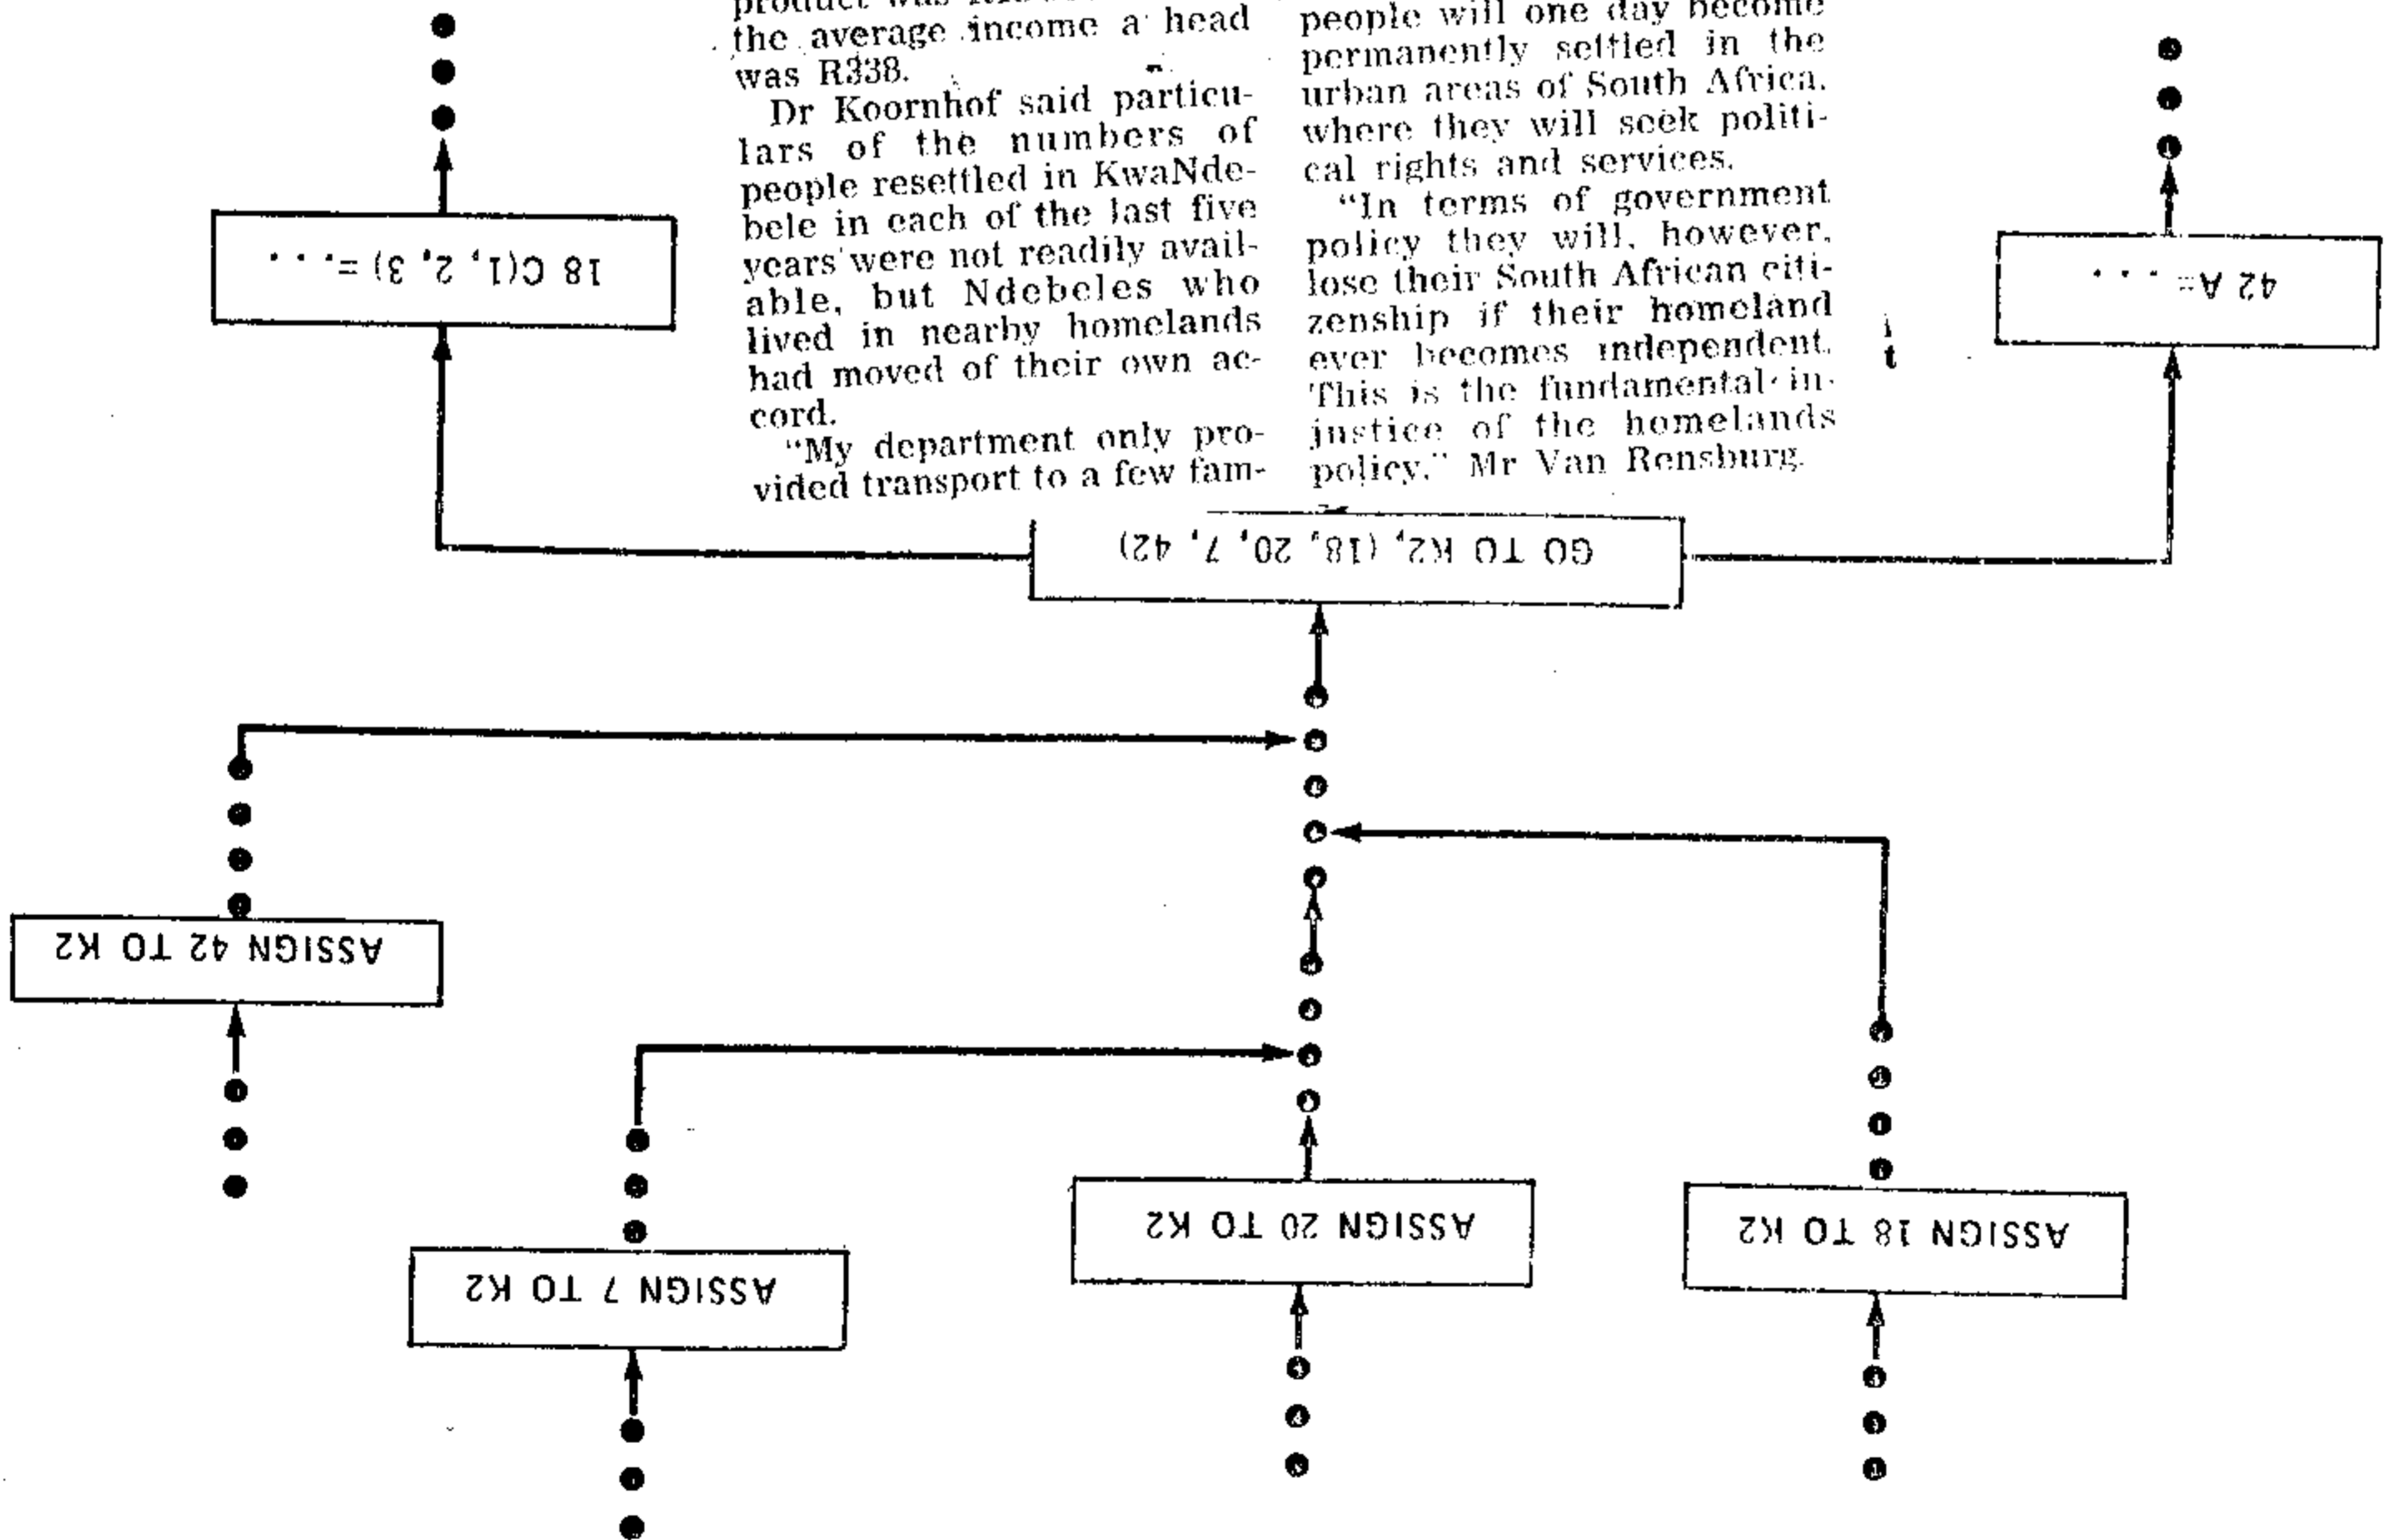 the average income a head
was R338.
Dr Koornhof said particu-
lars of the numbers of
people resettled in KwaNde-
bele in each of the last five
years were not readily avail-
able, but Ndebeles who
lived in nearby homelands
had moved of their own ac-
cord.
"My department only pro-
vided transport to a few fam-
people will one day become
permanently settled in the
urban areas of South Africa,
where they will seek politi-
cal rights and services.
"In terms of government
policy they will, however,
lose their South African citi-
zenship if their homeland
ever becomes independent.
This is the fundamental in-
justice of the homelands
policy." Mr Van Rensburg.
ASSIGN 18 TO K2
ASSIGN 20 TO K2
ASSIGN 7 TO K2
ASSIGN 42 TO K2
GO TO K2, (18, 20, 7, 42)
42 A= . . .
18 C(1, 2, 3) = . . .